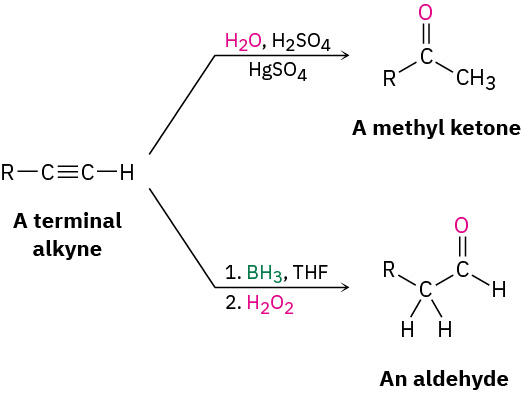 H₂O, H₂SO₄
HgSO₄
O
C
R CH₃
A methyl ketone
R—C≡C—H
A terminal
alkyne
1. BH₃, THF
2. H₂O₂
O
R C
C H
H H
An aldehyde